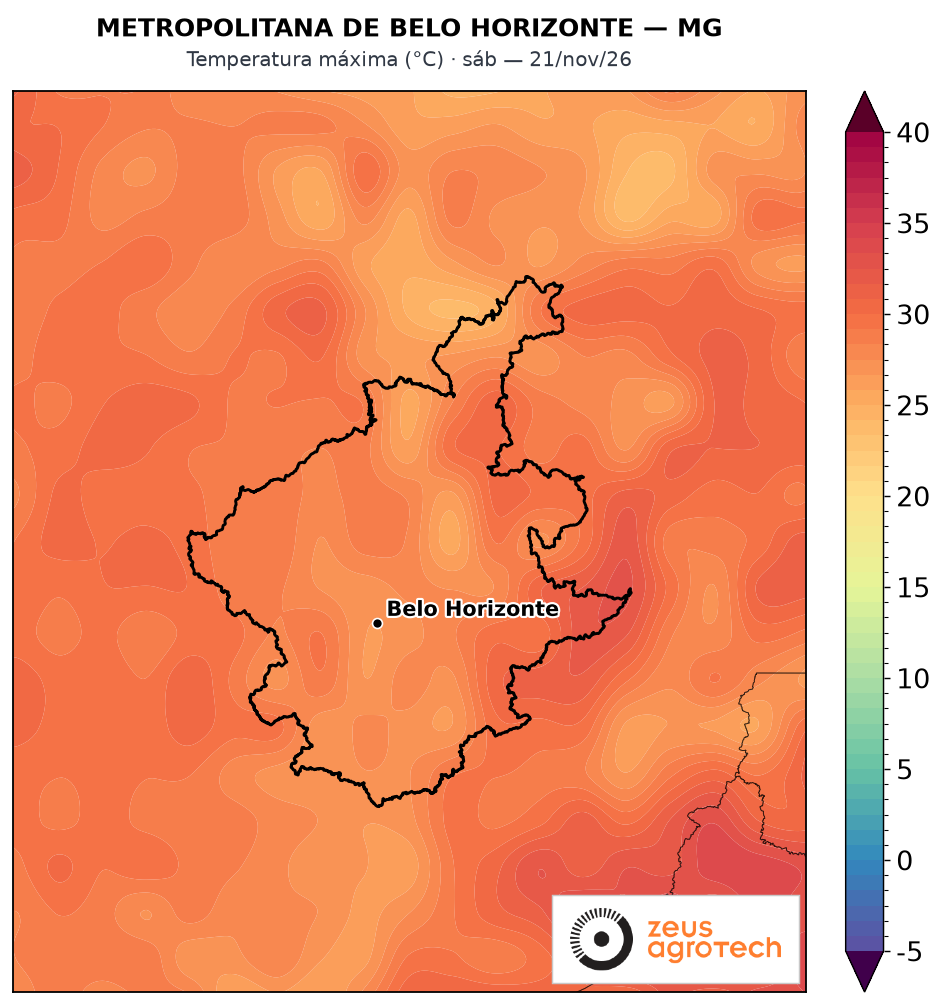 METROPOLITANA DE BELO HORIZONTE — MG
Temperatura máxima (°C) · sáb — 21/nov/26
40
35
30
25
20
15
10
5
0
-5
Belo Horizonte
zeus
agrotech